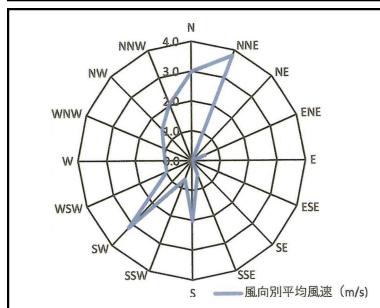 N
NNW 4.0 NNE
NW 3.0 NE
WNW 2.0 ENE
1.0
W 0.0 E
WSW ESE
SW SE
SSW SSE
S
風向別平均風速（m/s）